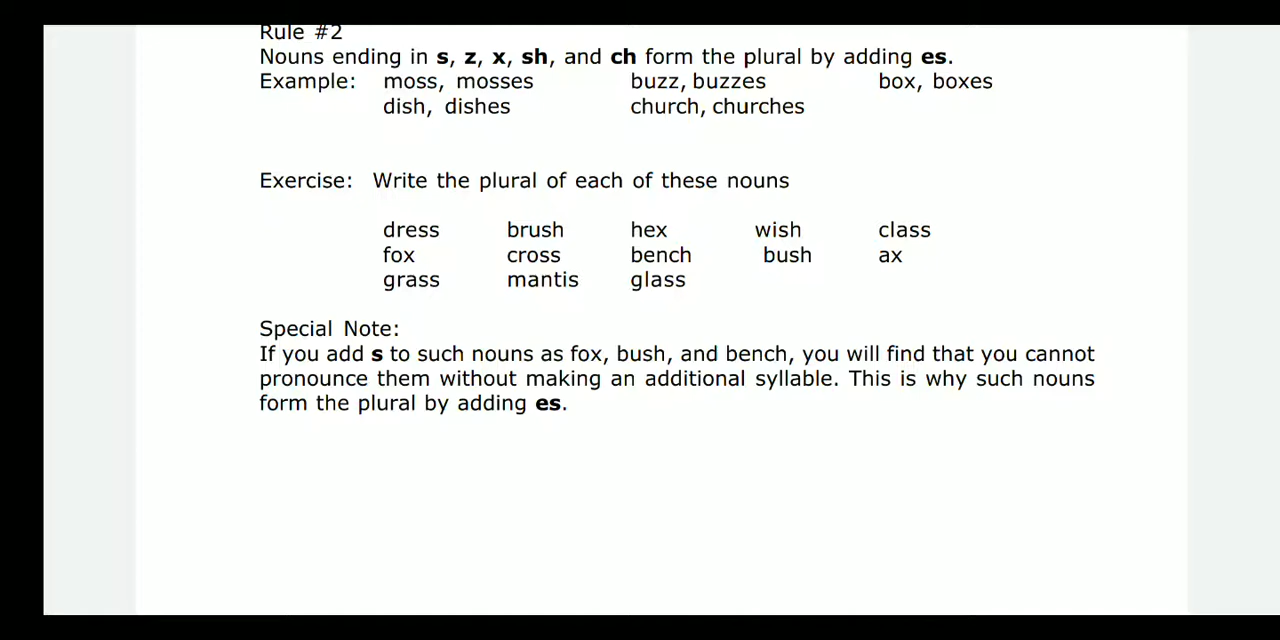 Rule #2
Nouns ending in s, z, x, sh, and ch form the plural by adding es.
Example: moss, mosses buzz, buzzes box, boxes
dish, dishes church, churches
Exercise: Write the plural of each of these nouns
dress brush hex wish class
fox cross bench bush ax
grass mantis glass
Special Note:
If you add s to such nouns as fox, bush, and bench, you will find that you cannot
pronounce them without making an additional syllable. This is why such nouns
form the plural by adding es.